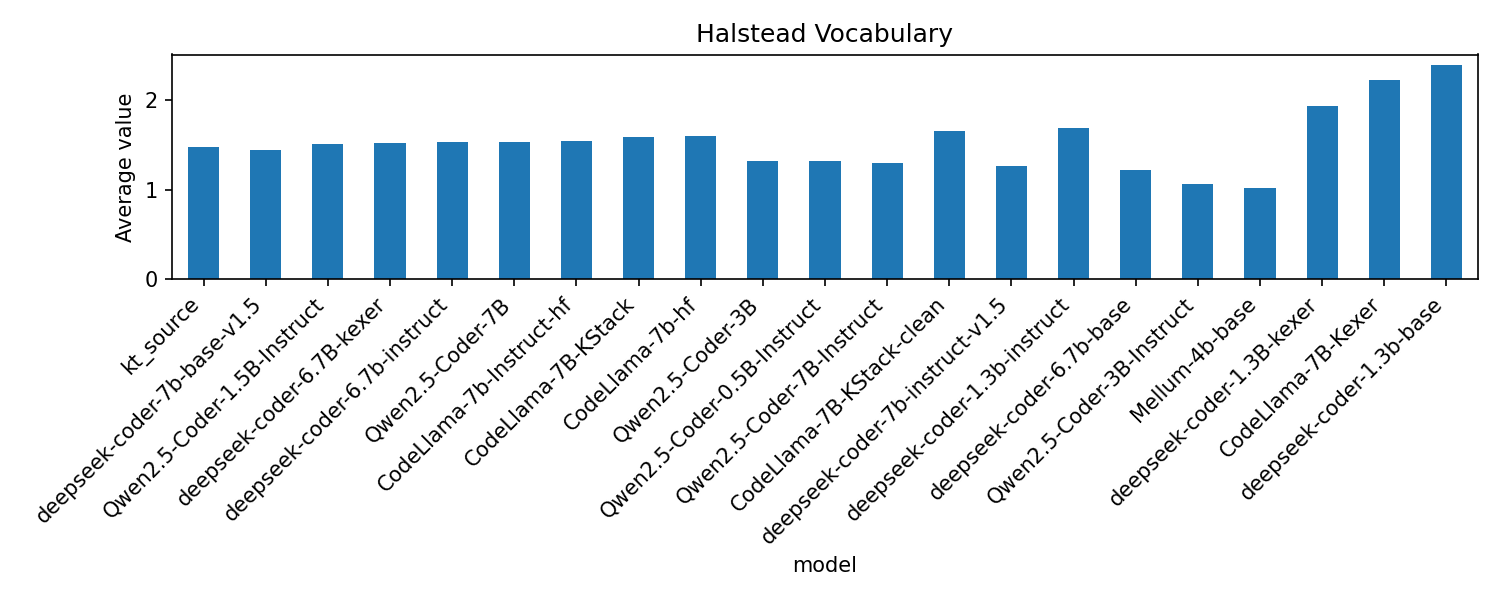 Halstead Vocabulary
Average value
2
1
0
kt_source
deepseek-coder-7b-base-v1.5
Qwen2.5-Coder-1.5B-Instruct
deepseek-coder-6.7B-kexer
deepseek-coder-6.7b-instruct
Qwen2.5-Coder-7B
CodeLlama-7b-Instruct-hf
CodeLlama-7B-KStack
CodeLlama-7b-hf
Qwen2.5-Coder-3B
Qwen2.5-Coder-0.5B-Instruct
Qwen2.5-Coder-7B-Instruct
CodeLlama-7B-KStack-clean
deepseek-coder-7b-instruct-v1.5
deepseek-coder-1.3b-instruct
deepseek-coder-6.7b-base
Qwen2.5-Coder-3B-Instruct
Mellum-4b-base
deepseek-coder-1.3B-kexer
CodeLlama-7B-Kexer
deepseek-coder-1.3b-base
model